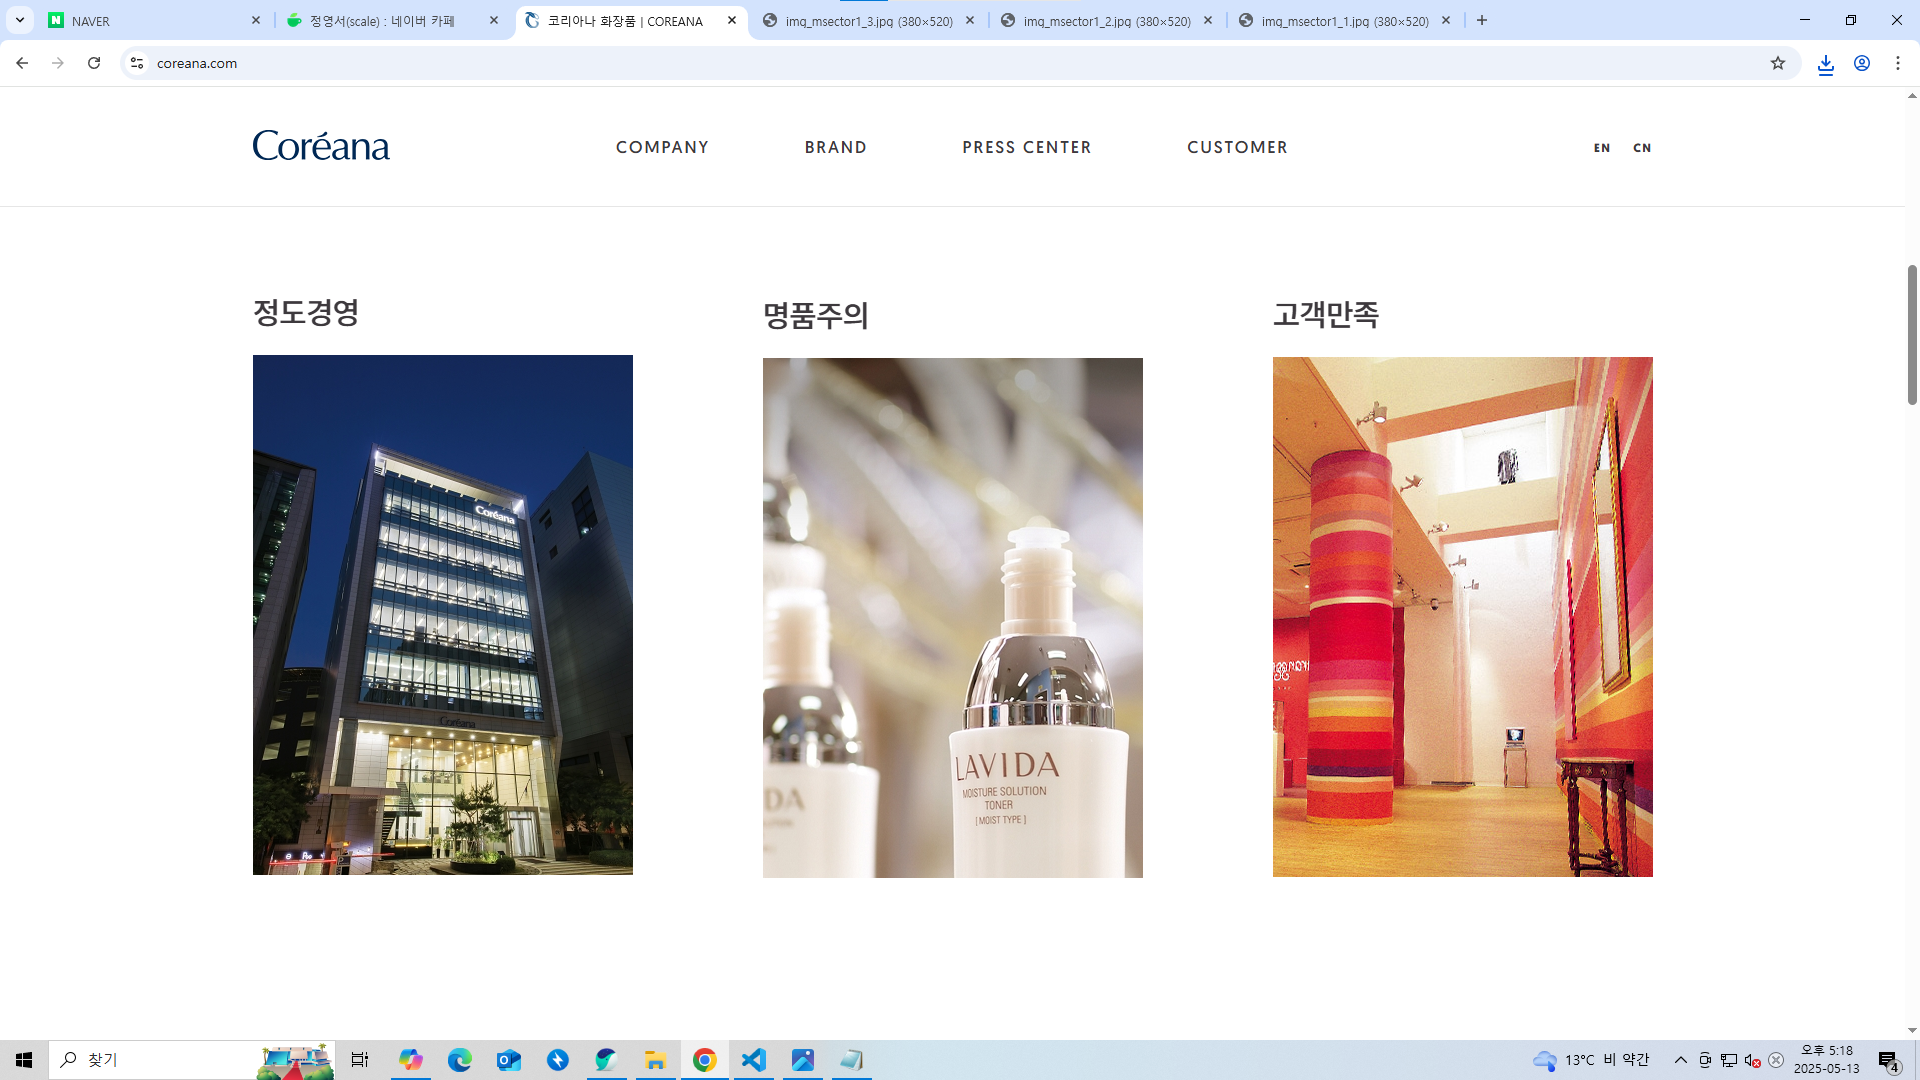 NAVER
정영서(scale) : 네이버 카페
코리아나 화장품 | COREANA
img_msector1_3.jpg (380×520)
img_msector1_2.jpg (380×520)
img_msector1_1.jpg (380×520)
coreana.com
Coréana
COMPANY
BRAND
PRESS CENTER
CUSTOMER
EN
CN
정도경영
명품주의
고객만족
Coréana
Coréana
LAVIDA
MOISTURE SOLUTION
TONER
[ MOIST TYPE ]
찾기
13°C 비 약간
오후 5:18
2025-05-13
4